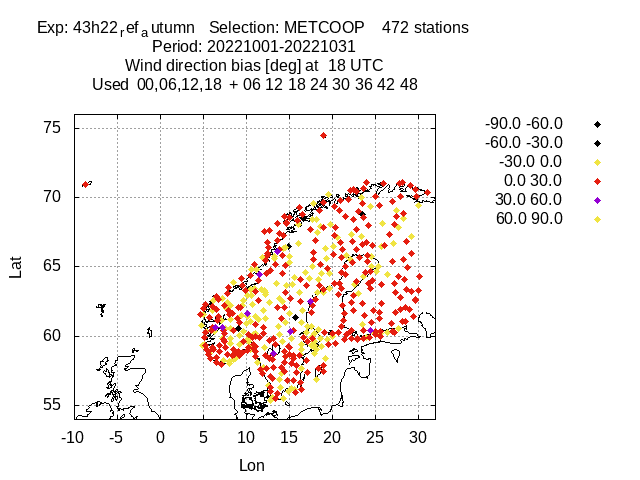 Exp: 43h22ref autumn   Selection: METCOOP    472 stations
Period: 20221001-20221031
Wind direction bias [deg] at  18 UTC
Used  00,06,12,18  + 06 12 18 24 30 36 42 48
-90.0 -60.0
-60.0 -30.0
-30.0 0.0
0.0 30.0
30.0 60.0
60.0 90.0
75
70
65
60
55
Lat
-10 -5 0 5 10 15 20 25 30
Lon